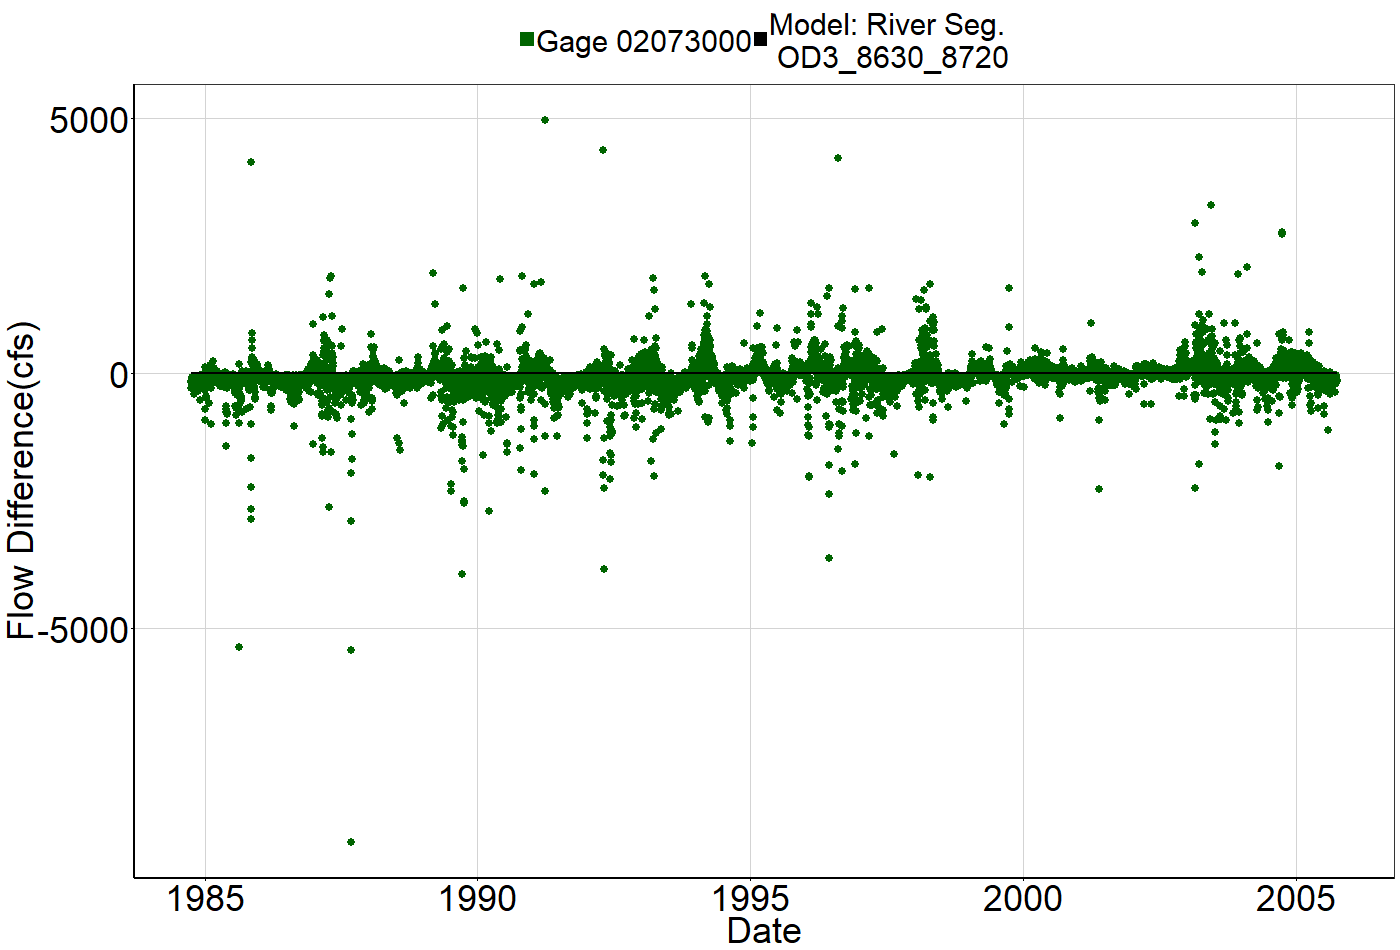 Gage 02073000
Model: River Seg.
OD3_8630_8720
5000
0
-5000
Flow Difference(cfs)
1985 1990 1995 2000 2005
Date